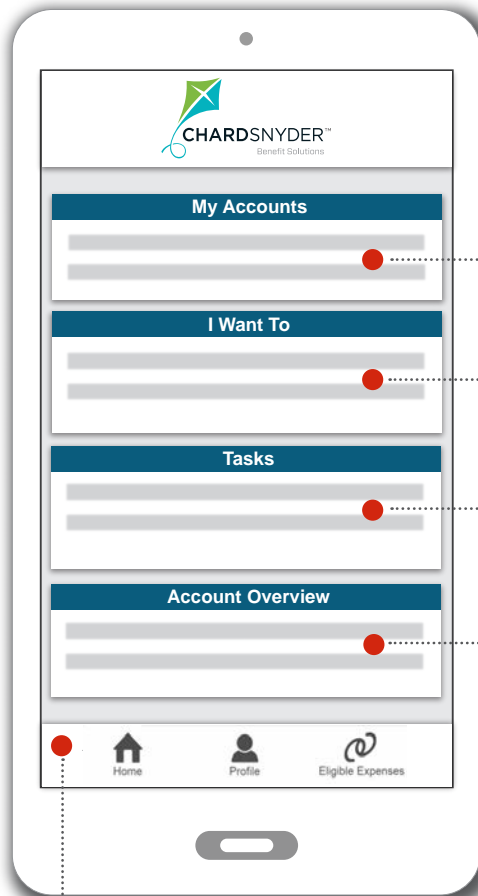 CHARDSNYDER™
Benefit Solutions
My Accounts
I Want To
Tasks
Account Overview
Home Profile Eligible Expenses